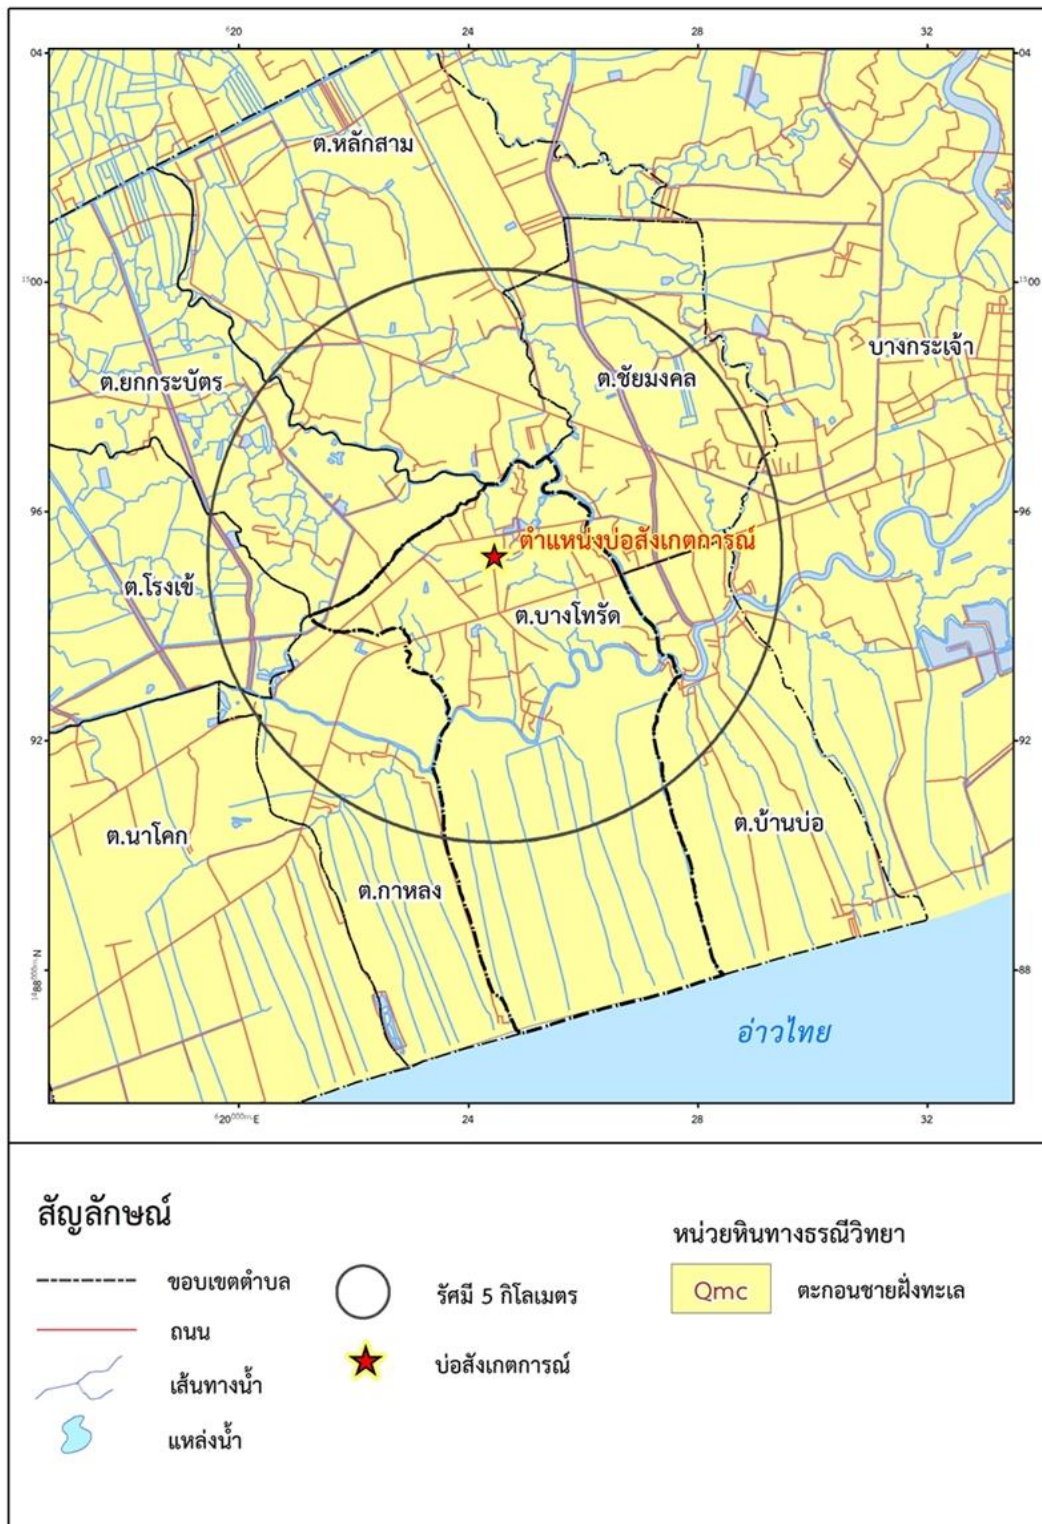 ⁶20 24 28 32
04 04
ต.หลักสาม
¹⁵00 ¹⁵00
บางกระเจ้า
ต.ยกกระบัตร ต.ชัยมงคล
96 96
ตำแหน่งบ่อสังเกตการณ์
ต.โรงเข้ ต.บางโทรัด
92 92
ต.นาโคก ต.บ้านบ่อ
ต.กาหลง
¹⁴88⁰⁰⁰ᵐ·N 88
อ่าวไทย
⁶20⁰⁰⁰ᵐ·E 24 28 32
สัญลักษณ์
ขอบเขตตำบล
ถนน
เส้นทางน้ำ
แหล่งน้ำ
รัศมี 5 กิโลเมตร
บ่อสังเกตการณ์
หน่วยหินทางธรณีวิทยา
Qmc ตะกอนชายฝั่งทะเล